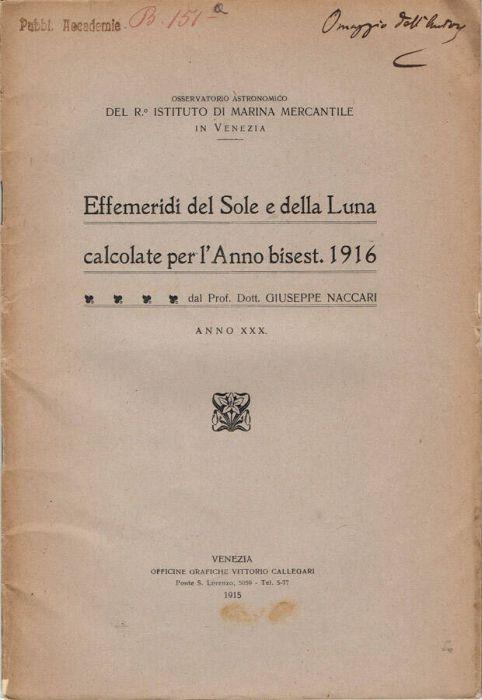 Pubbl. Accademie B. 151 a
Omaggio dell'Autore
OSSERVATORIO ASTRONOMICO
DEL R.º ISTITUTO DI MARINA MERCANTILE
IN VENEZIA
Effemeridi del Sole e della Luna
calcolate per l'Anno bisest. 1916
dal Prof. Dott. GIUSEPPE NACCARI
ANNO XXX.
VENEZIA
OFFICINE GRAFICHE VITTORIO CALLEGARI
Ponte S. Lorenzo, 5059 - Tel. 5-77
1915